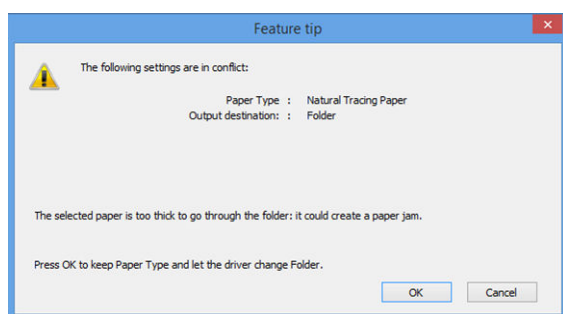 Feature tip
The following settings are in conflict:
Paper Type : Natural Tracing Paper
Output destination: : Folder
The selected paper is too thick to go through the folder: it could create a paper jam.
Press OK to keep Paper Type and let the driver change Folder.
OK Cancel